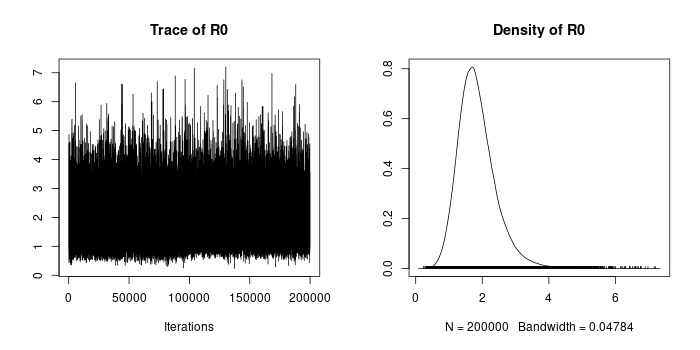 Trace of R0
7
6
5
4
3
2
1
0
0 50000 100000 150000 200000
Iterations
Density of R0
0.8
0.6
0.4
0.2
0.0
0 2 4 6
N = 200000 Bandwidth = 0.04784